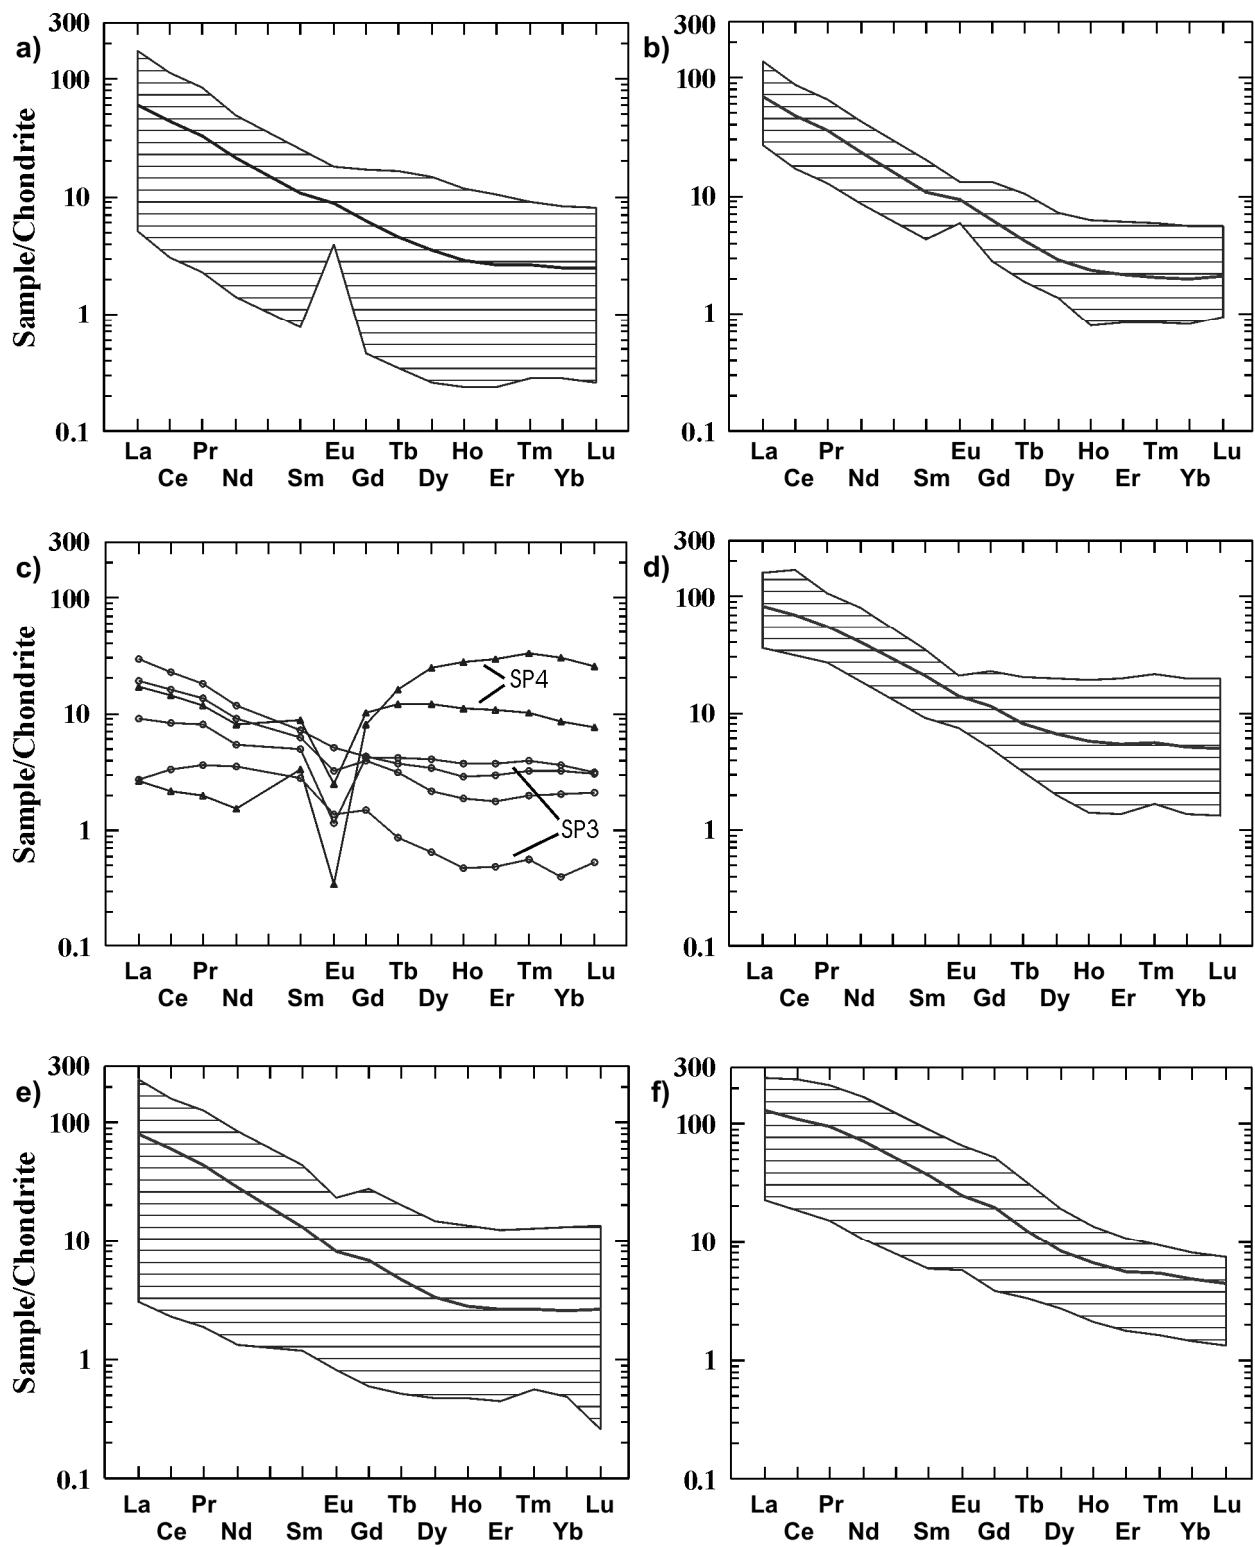 a)
300
100
10
1
0.1
Sample/Chondrite
La Pr Eu Tb Ho Tm Lu
Ce Nd Sm Gd Dy Er Yb
b)
300
100
10
1
0.1
La Pr Eu Tb Ho Tm Lu
Ce Nd Sm Gd Dy Er Yb
c)
300
100
10
1
0.1
Sample/Chondrite
SP4
SP3
La Pr Eu Tb Ho Tm Lu
Ce Nd Sm Gd Dy Er Yb
d)
300
100
10
1
0.1
La Pr Eu Tb Ho Tm Lu
Ce Nd Sm Gd Dy Er Yb
e)
300
100
10
1
0.1
Sample/Chondrite
La Pr Eu Tb Ho Tm Lu
Ce Nd Sm Gd Dy Er Yb
f)
300
100
10
1
0.1
La Pr Eu Tb Ho Tm Lu
Ce Nd Sm Gd Dy Er Yb